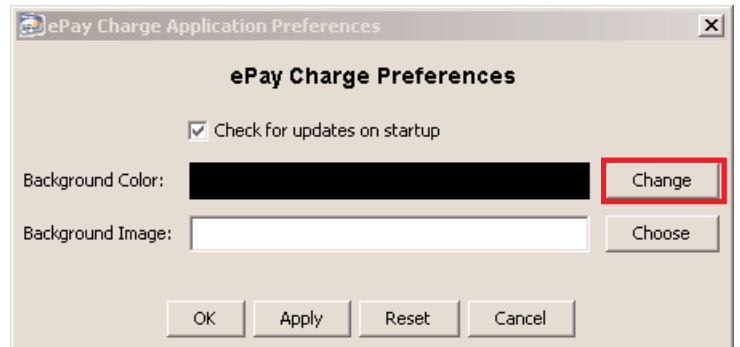 ePay Charge Application Preferences
ePay Charge Preferences
Check for updates on startup
Background Color: Change
Background Image: Choose
OK Apply Reset Cancel